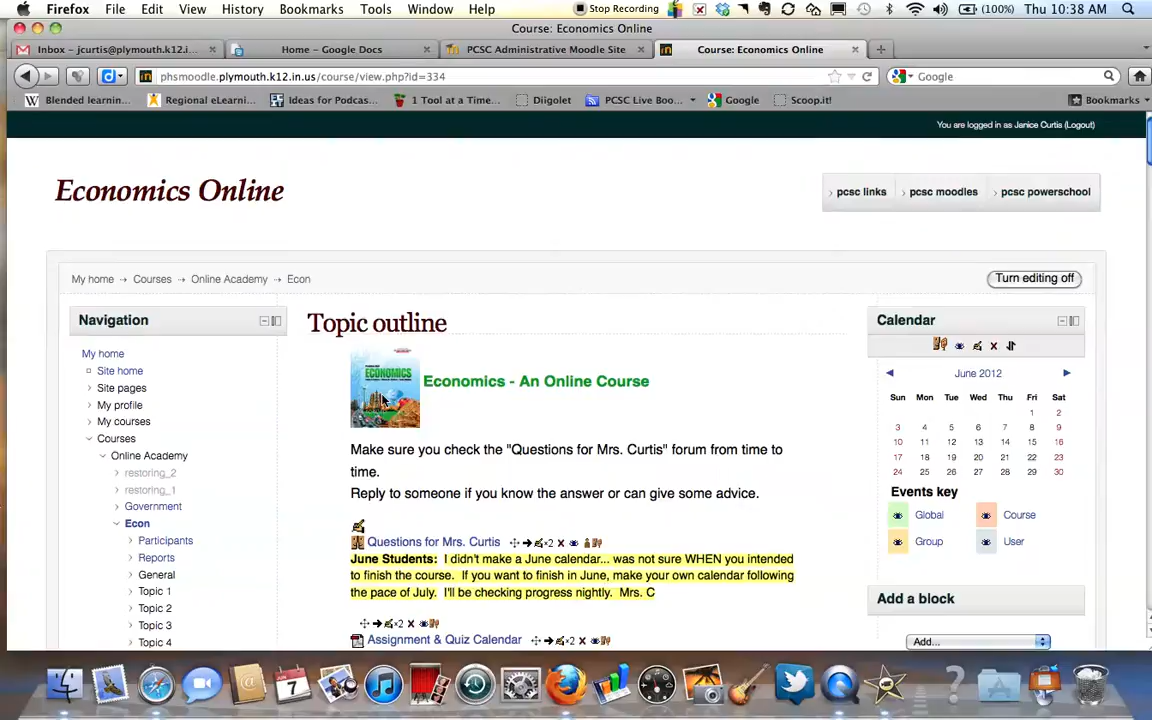 Firefox File Edit View History Bookmarks Tools Window Help Stop Recording (100%) Thu 10:38 AM
Course: Economics Online
Inbox - jcurtis@plymouth.k12.i... Home - Google Docs PCSC Administrative Moodle Site Course: Economics Online
phsmoodle.plymouth.k12.in.us/course/view.php?id=334 Google
Blended learnin... Regional eLearni... Ideas for Podcas... 1 Tool at a Time... Diigolet PCSC Live Boo... Google Scoop.it! Bookmarks
You are logged in as Janice Curtis (Logout)
Economics Online
pcsc links pcsc moodles pcsc powerschool
My home Courses Online Academy Econ
Turn editing off
Navigation
My home
Site home
Site pages
My profile
My courses
Courses
Online Academy
restoring_2
restoring_1
Government
Econ
Participants
Reports
General
Topic 1
Topic 2
Topic 3
Topic 4
Topic outline
ECONOMICS
Economics - An Online Course
Make sure you check the "Questions for Mrs. Curtis" forum from time to
time.
Reply to someone if you know the answer or can give some advice.
Questions for Mrs. Curtis ×2
June Students: I didn't make a June calendar... was not sure WHEN you intended
to finish the course. If you want to finish in June, make your own calendar following
the pace of July. I'll be checking progress nightly. Mrs. C
×2
Assignment & Quiz Calendar ×2
Calendar
June 2012
Sun Mon Tue Wed Thu Fri Sat
1 2
3 4 5 6 7 8 9
10 11 12 13 14 15 16
17 18 19 20 21 22 23
24 25 26 27 28 29 30
Events key
Global Course
Group User
Add a block
Add...
7